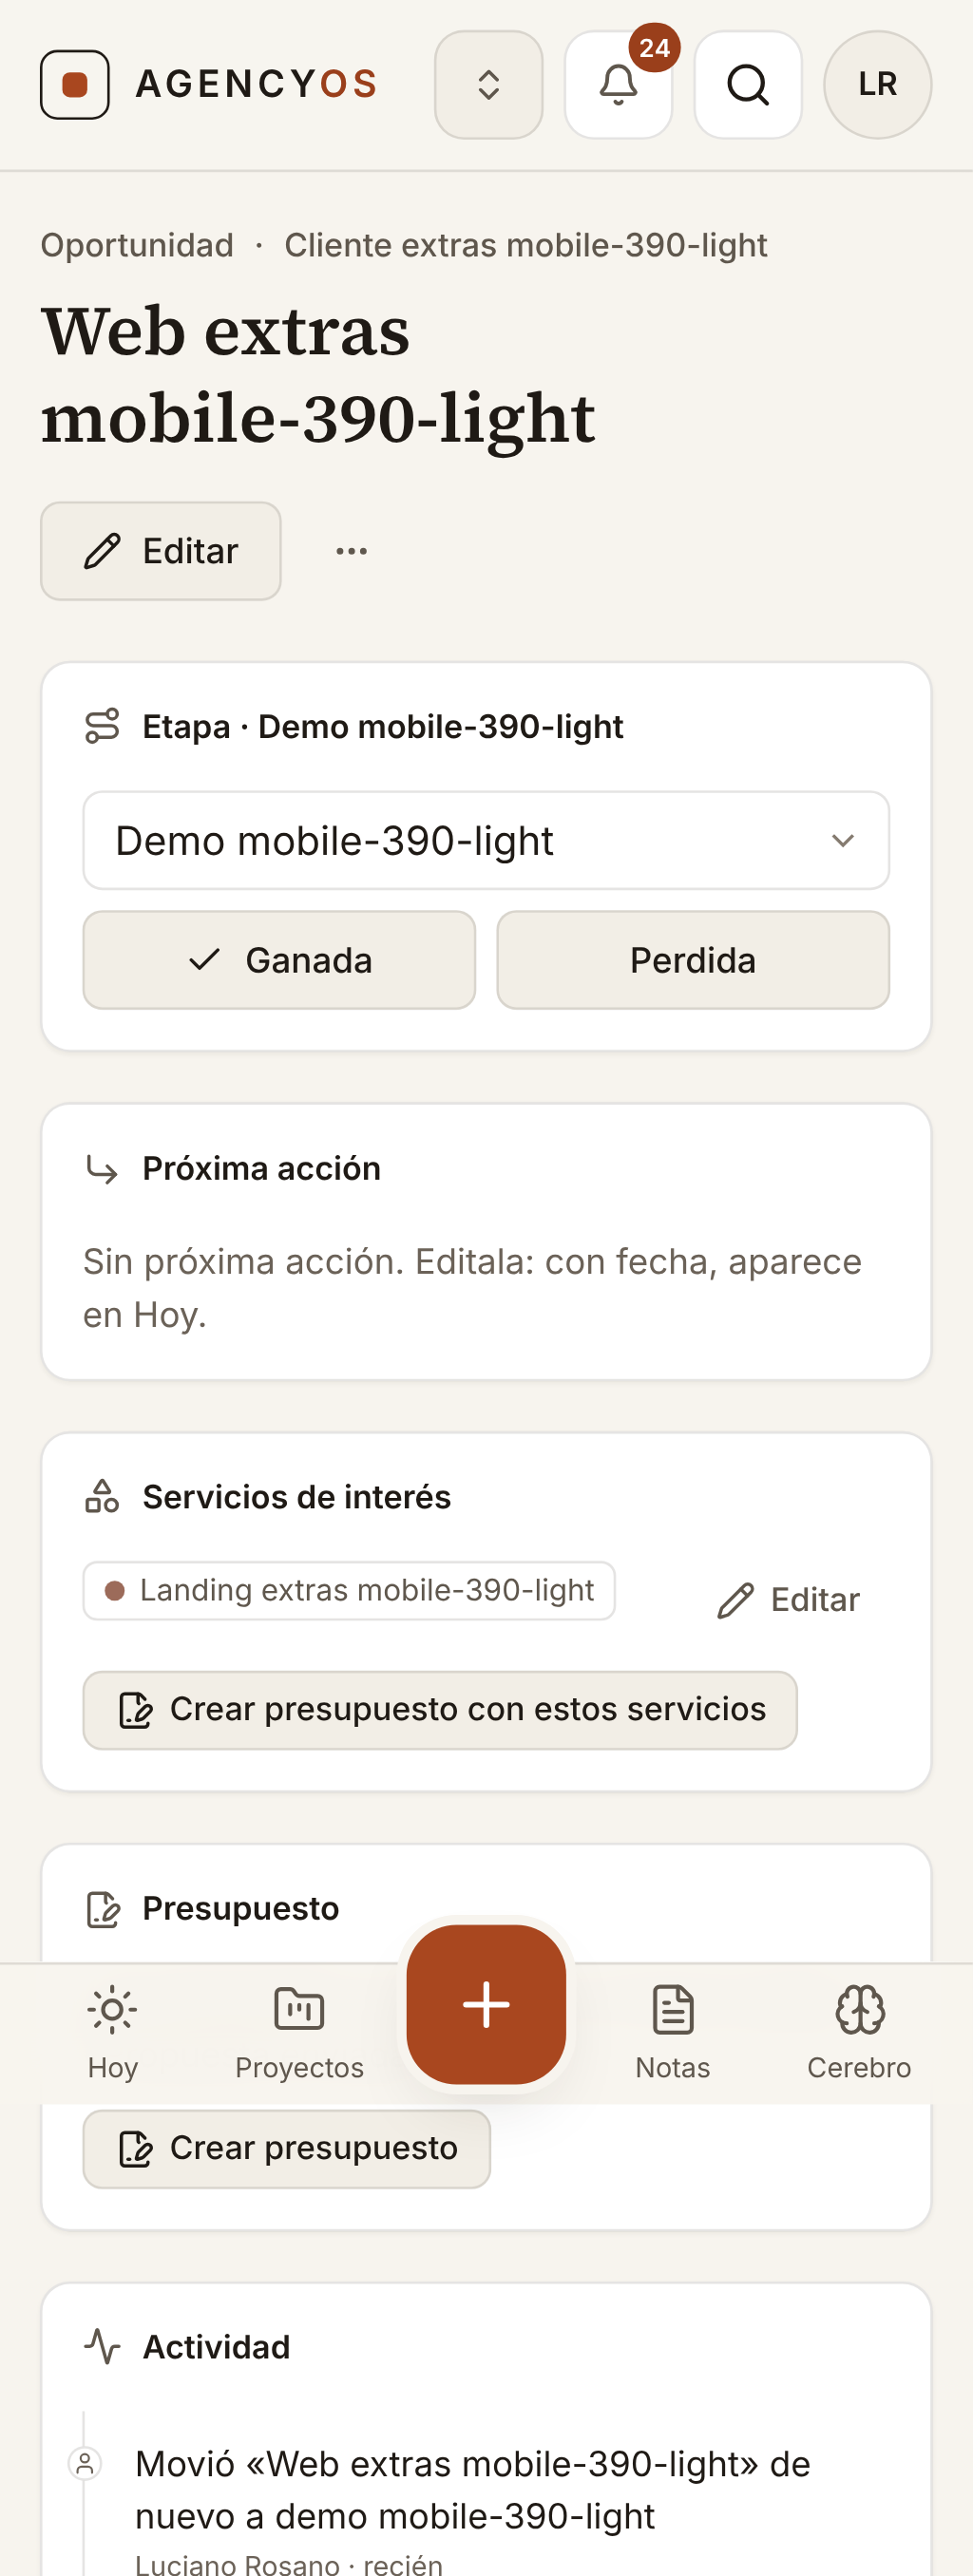 AGENCYOS
24
LR
Oportunidad · Cliente extras mobile-390-light
Web extras
mobile-390-light
Editar
Etapa · Demo mobile-390-light
Demo mobile-390-light
Ganada
Perdida
Próxima acción
Sin próxima acción. Editala: con fecha, aparece
en Hoy.
Servicios de interés
Landing extras mobile-390-light
Editar
Crear presupuesto con estos servicios
Presupuesto
Hoy
Proyectos
Notas
Cerebro
Crear presupuesto
Actividad
Movió «Web extras mobile-390-light» de
nuevo a demo mobile-390-light
Luciano Rosano · recién